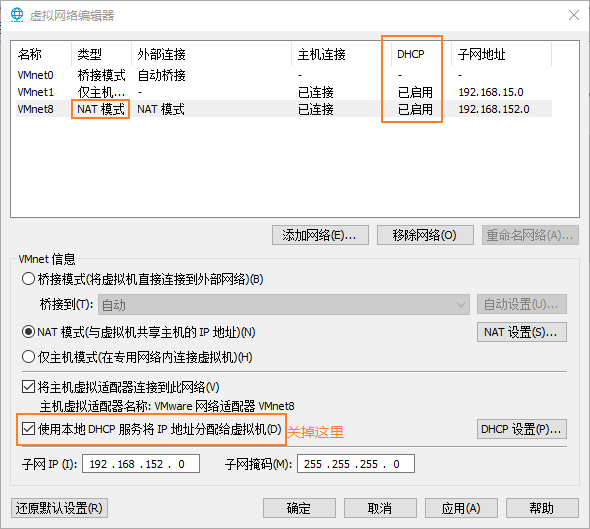 虚拟网络编辑器
名称 类型 外部连接 主机连接 DHCP 子网地址
VMnet0 桥接模式 自动桥接 - - -
VMnet1 仅主机... - 已连接 已启用 192.168.15.0
VMnet8 NAT 模式 NAT 模式 已连接 已启用 192.168.152.0
添加网络(E)... 移除网络(O) 重命名网络(A)...
VMnet 信息
桥接模式(将虚拟机直接连接到外部网络)(B)
桥接到(T): 自动 自动设置(U)...
NAT 模式(与虚拟机共享主机的 IP 地址)(N) NAT 设置(S)...
仅主机模式(在专用网络内连接虚拟机)(H)
将主机虚拟适配器连接到此网络(V)
主机虚拟适配器名称: VMware 网络适配器 VMnet8
使用本地 DHCP 服务将 IP 地址分配给虚拟机(D) 关掉这里 DHCP 设置(P)...
子网 IP (I): 192 .168 .152 . 0 子网掩码(M): 255 .255 .255 . 0
还原默认设置(R) 确定 取消 应用(A) 帮助